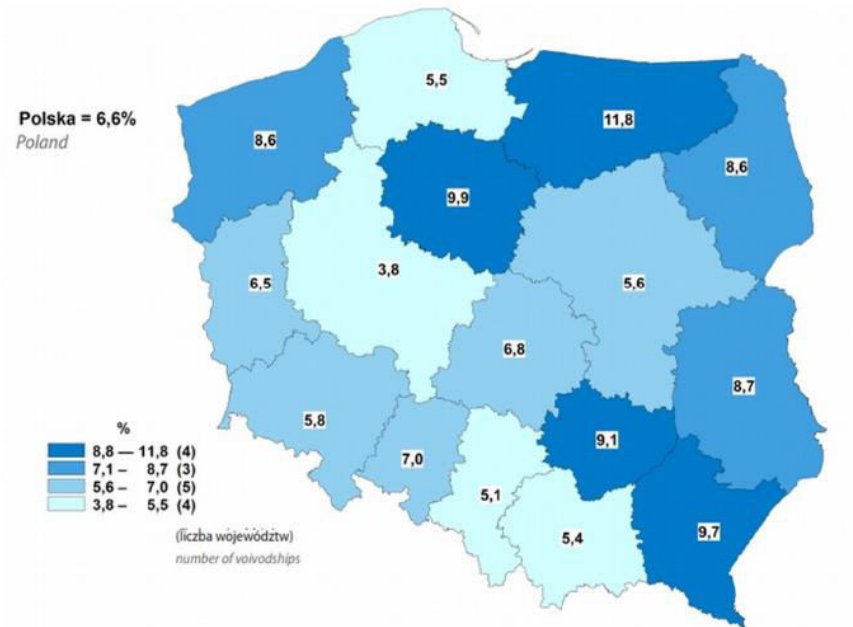 5,5
Polska = 6,6%
Poland
11,8
8,6
8,6
9,9
3,8
6,5
5,6
6,8
8,7
5,8
%
8,8 — 11,8 (4)
7,1 – 8,7 (3)
5,6 – 7,0 (5)
3,8 – 5,5 (4)
9,1
7,0
5,1
5,4
9,7
(liczba województw)
number of voivodships